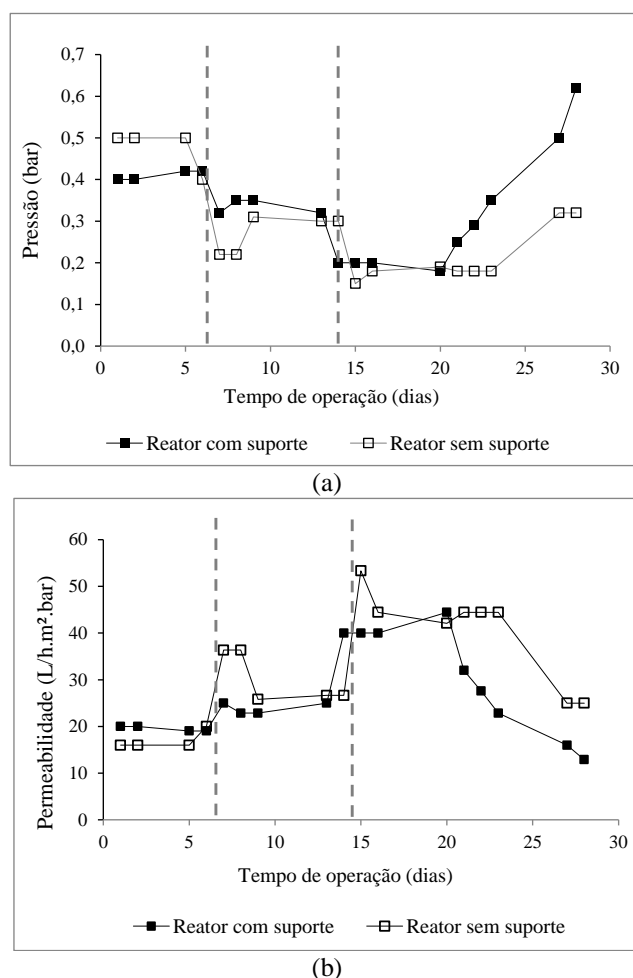 0,7
0,6
0,5
0,4
0,3
0,2
0,1
0,0
Pressão (bar)
0 5 10 15 20 25 30
Tempo de operação (dias)
Reator com suporte Reator sem suporte
(a)
60
50
40
30
20
10
0
Permeabilidade (L/h.m².bar)
0 5 10 15 20 25 30
Tempo de operação (dias)
Reator com suporte Reator sem suporte
(b)